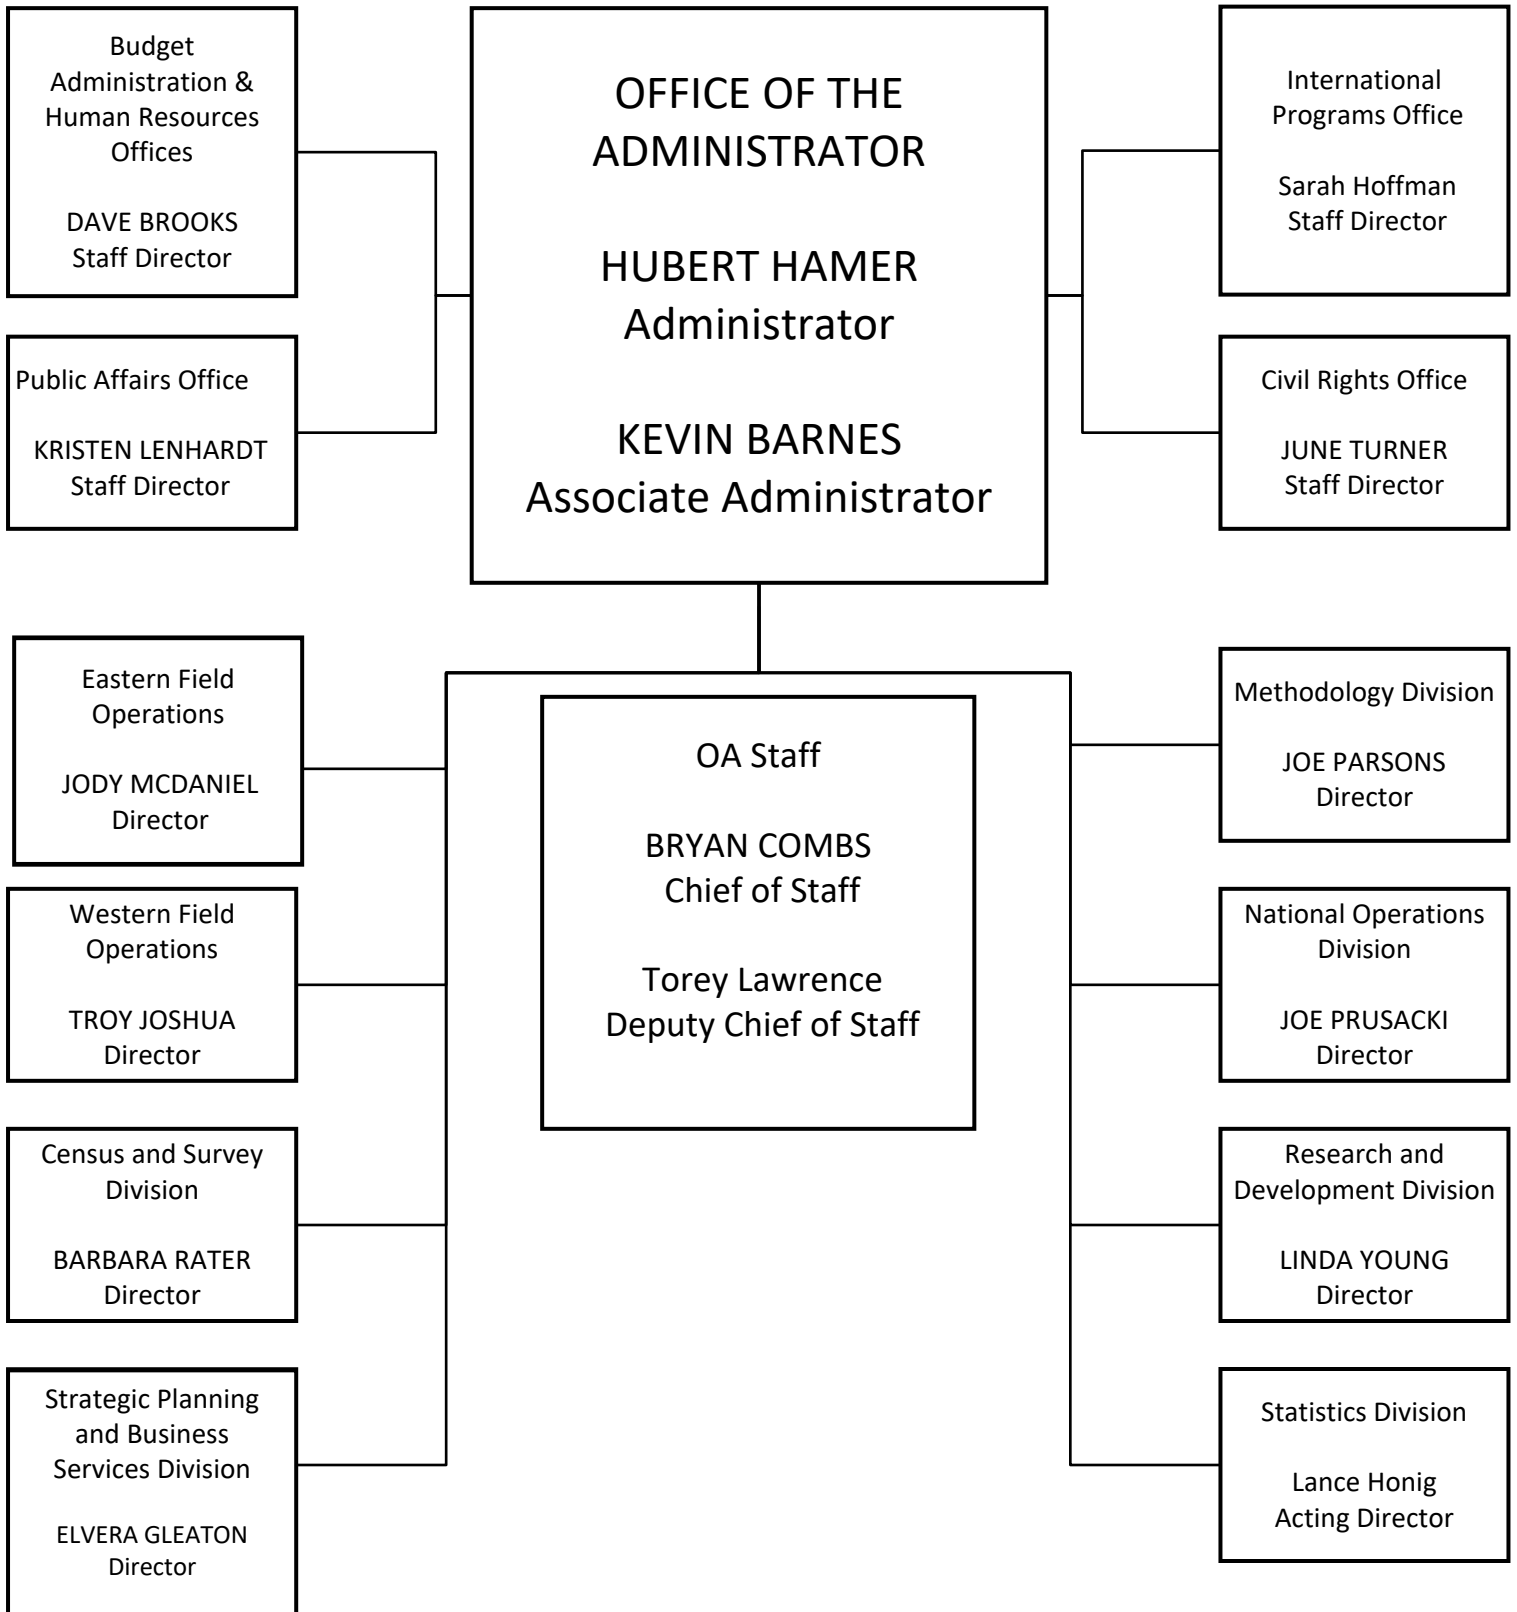 Budget
Administration &
Human Resources
Offices
DAVE BROOKS
Staff Director
OFFICE OF THE
ADMINISTRATOR
HUBERT HAMER
Administrator
KEVIN BARNES
Associate Administrator
International
Programs Office
Sarah Hoffman
Staff Director
Public Affairs Office
KRISTEN LENHARDT
Staff Director
Civil Rights Office
JUNE TURNER
Staff Director
Eastern Field
Operations
JODY MCDANIEL
Director
OA Staff
BRYAN COMBS
Chief of Staff
Torey Lawrence
Deputy Chief of Staff
Methodology Division
JOE PARSONS
Director
Western Field
Operations
TROY JOSHUA
Director
National Operations
Division
JOE PRUSACKI
Director
Census and Survey
Division
BARBARA RATER
Director
Research and
Development Division
LINDA YOUNG
Director
Strategic Planning
and Business
Services Division
ELVERA GLEATON
Director
Statistics Division
Lance Honig
Acting Director